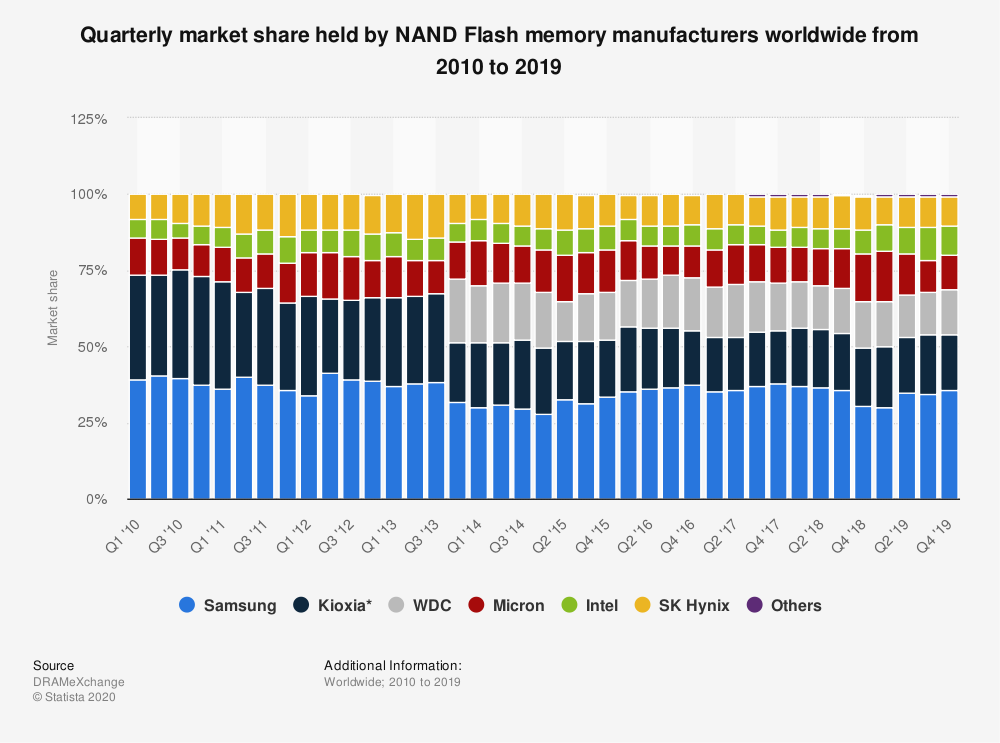 Quarterly market share held by NAND Flash memory manufacturers worldwide from
2010 to 2019
125%
100%
75%
50%
25%
0%
Market share
Q1 '10
Q3 '10
Q1 '11
Q3 '11
Q1 '12
Q3 '12
Q1 '13
Q3 '13
Q1 '14
Q3 '14
Q2 '15
Q4 '15
Q2 '16
Q4 '16
Q2 '17
Q4 '17
Q2 '18
Q4 '18
Q2 '19
Q4 '19
Samsung Kioxia* WDC Micron Intel SK Hynix Others
Source
DRAMeXchange
© Statista 2020
Additional Information:
Worldwide; 2010 to 2019